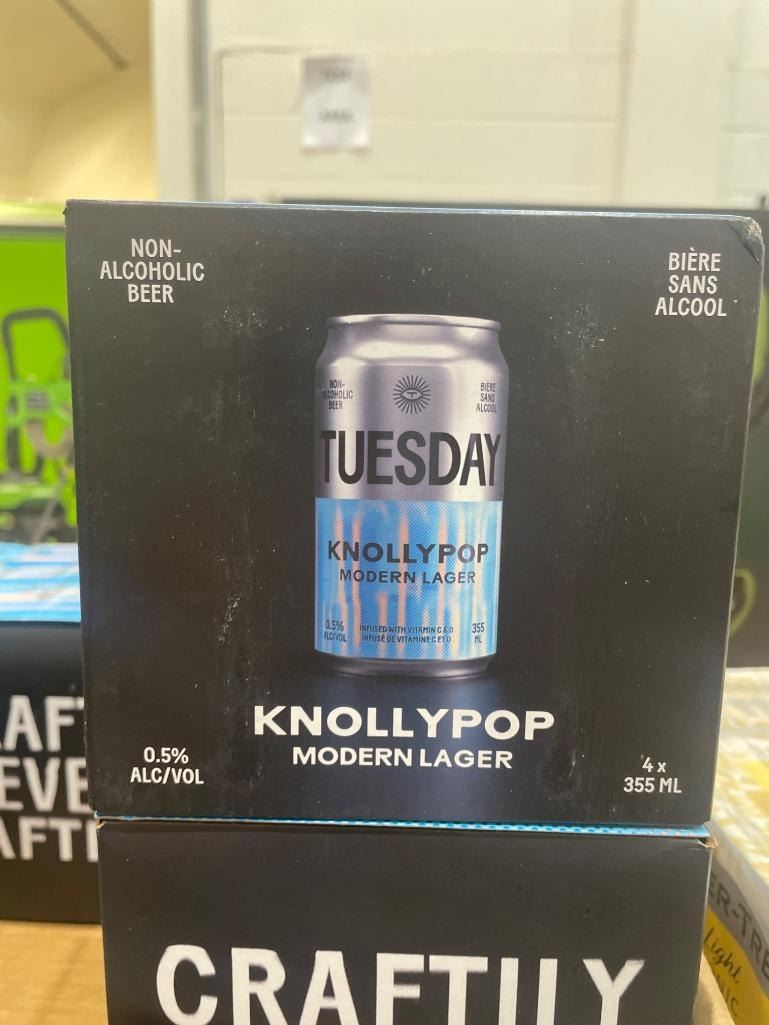 NON-
ALCOHOLIC
BEER
BIÈRE
SANS
ALCOOL
NON-
ALCOHOLIC
BEER
BIÈRE
SANS
ALCOOL
TUESDAY
KNOLLYPOP
MODERN LAGER
0.5%
ALC/VOL
INFUSED WITH VITAMIN C & D
INFUSÉ DE VITAMINE C ET D
355
ML
KNOLLYPOP
MODERN LAGER
0.5%
ALC/VOL
4 x
355 ML
Light